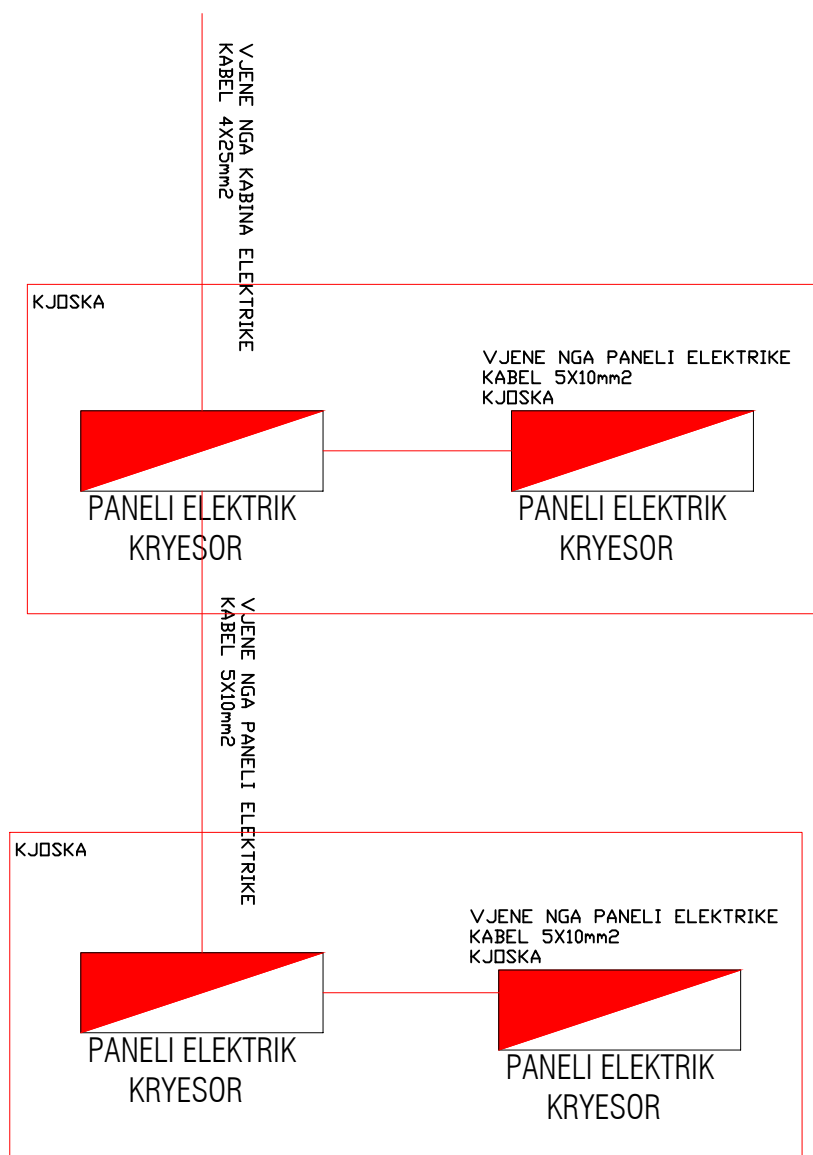 VJENE NGA KABINA ELEKTRIKE
KABEL 4X25mm2
KJOSKA
VJENE NGA PANELI ELEKTRIKE
KABEL 5X10mm2
KJOSKA
PANELI ELEKTRIK
KRYESOR
PANELI ELEKTRIK
KRYESOR
VJENE NGA PANELI ELEKTRIKE
KABEL 5X10mm2
KJOSKA
VJENE NGA PANELI ELEKTRIKE
KABEL 5X10mm2
KJOSKA
PANELI ELEKTRIK
KRYESOR
PANELI ELEKTRIK
KRYESOR